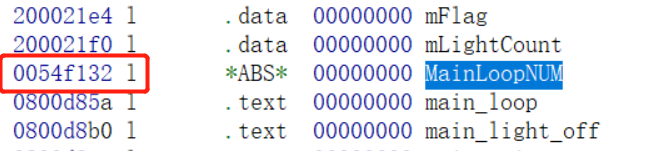 200021e4 l .data 00000000 mFlag
200021f0 l .data 00000000 mLightCount
0054f132 l *ABS* 00000000 MainLoopNUM
0800d85a l .text 00000000 main_loop
0800d8b0 l .text 00000000 main_light_off